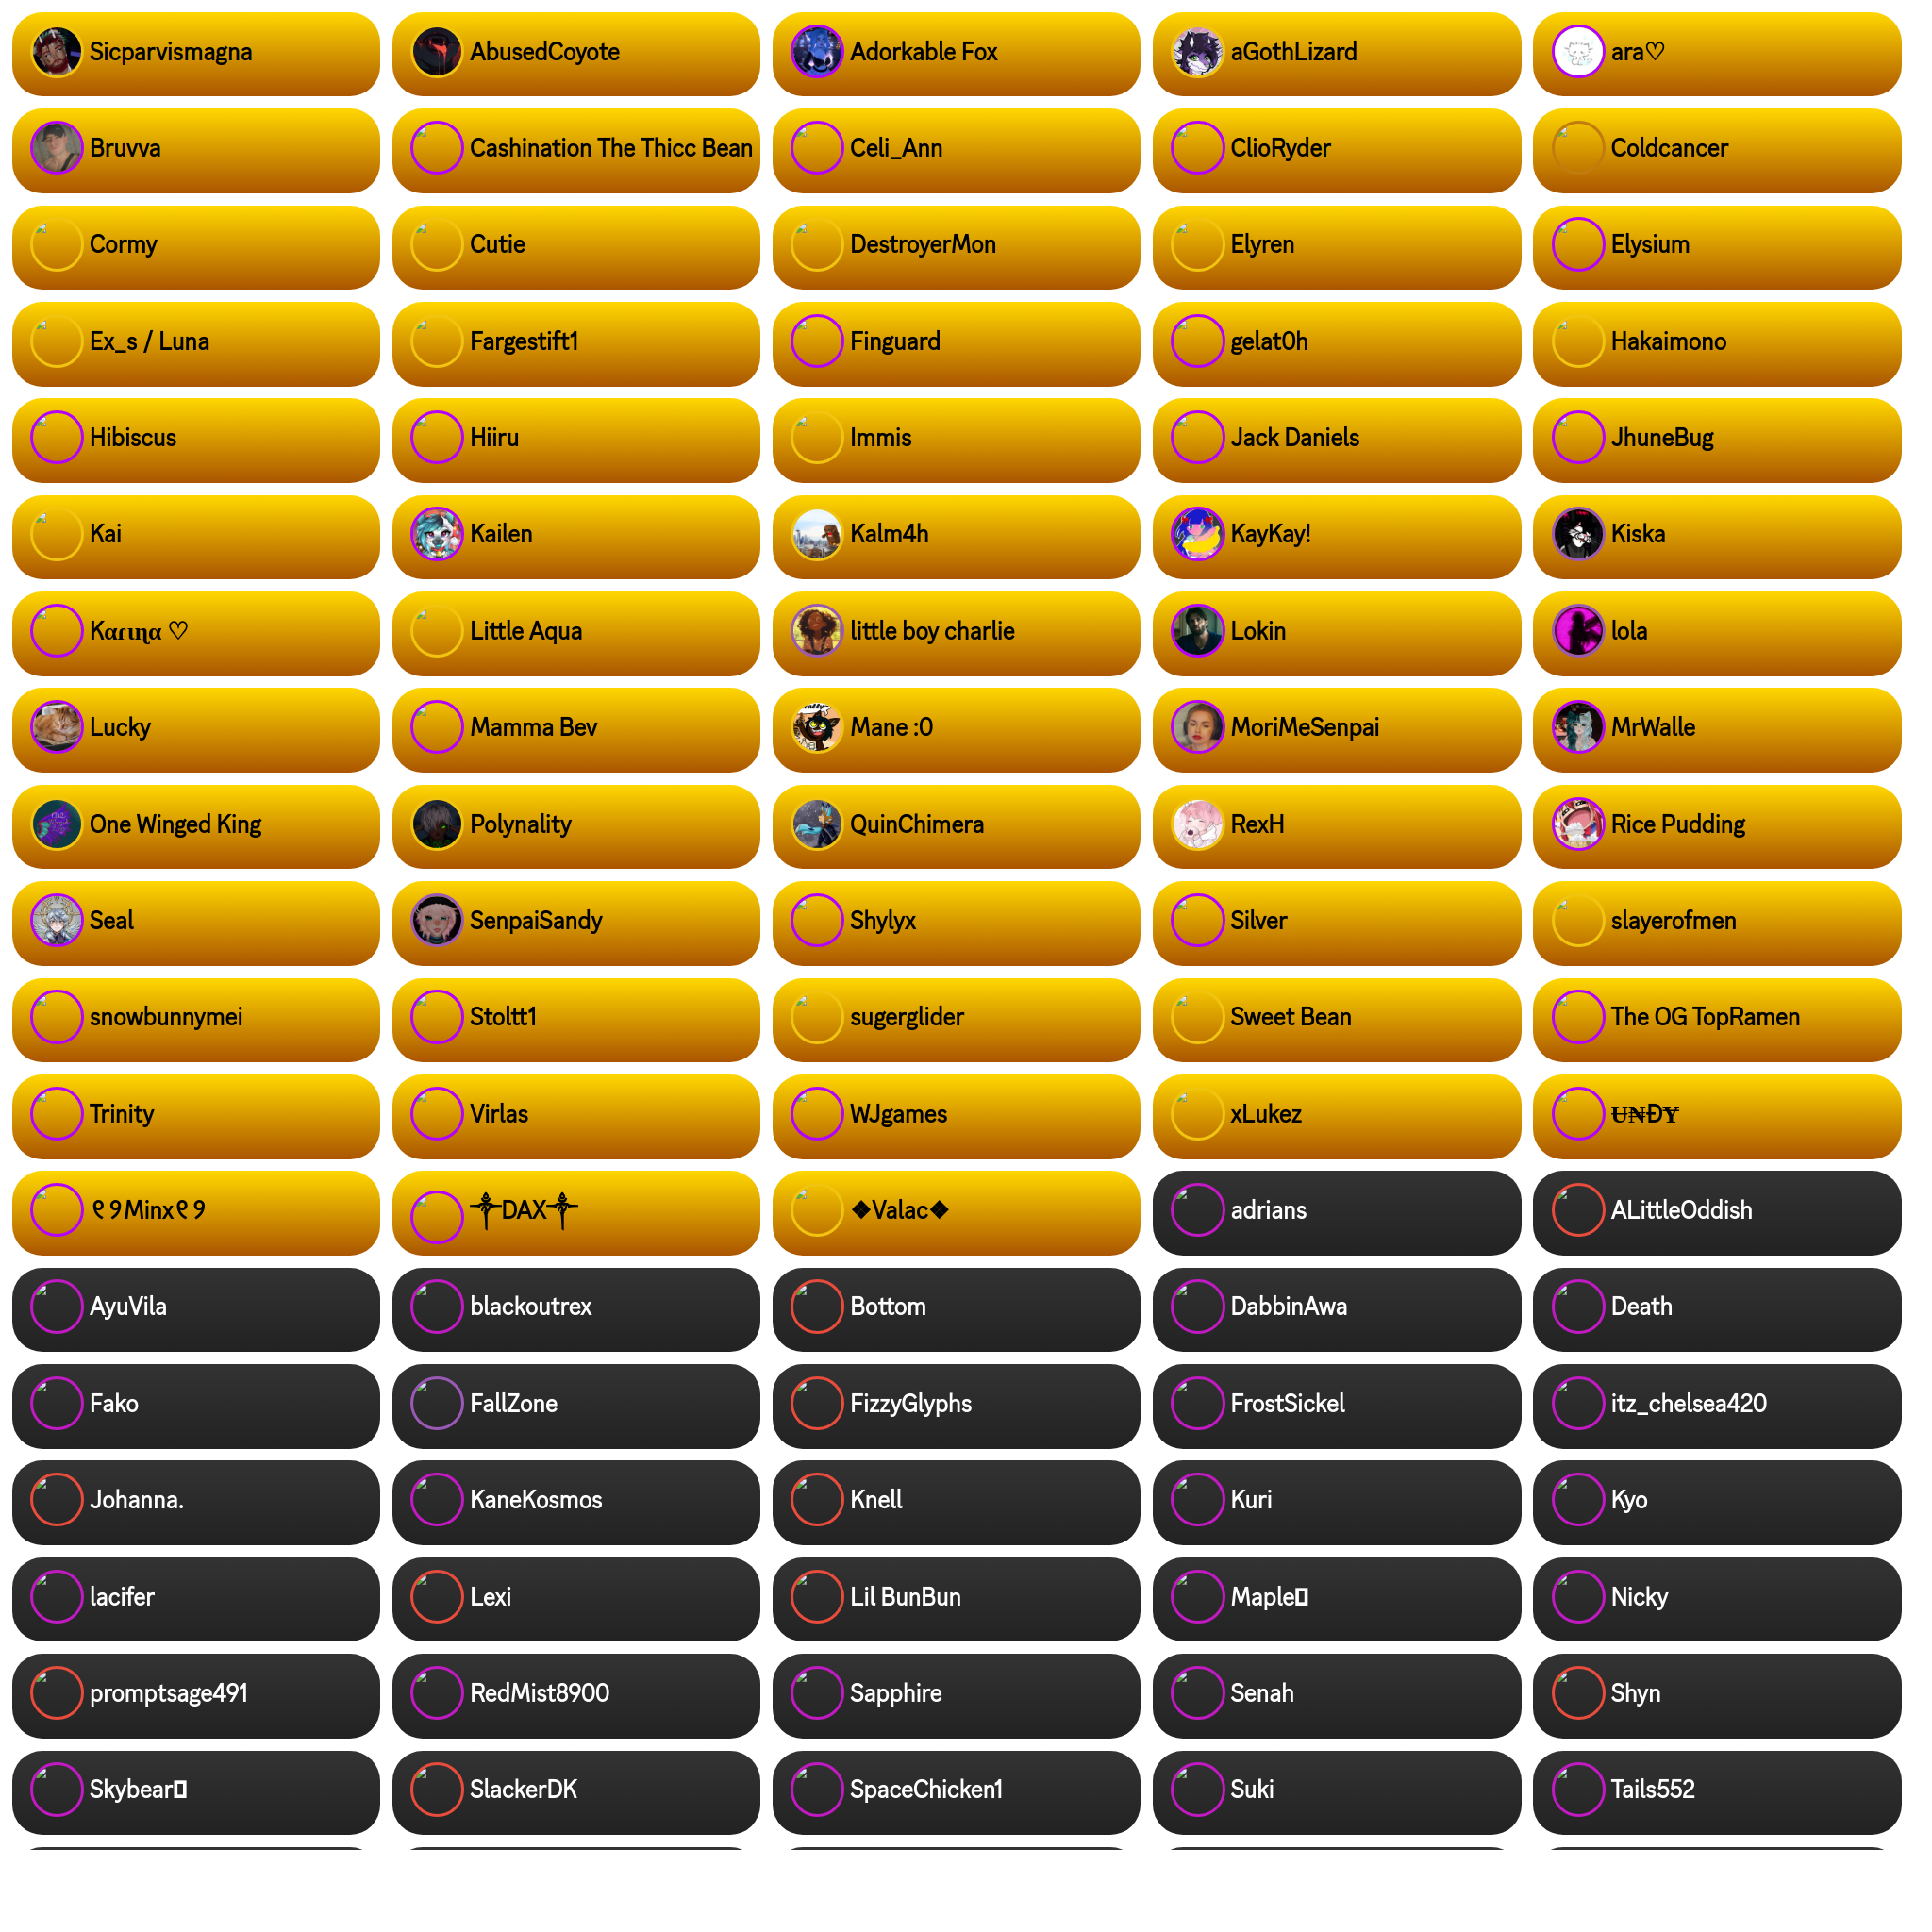 Sicparvismagna
AbusedCoyote
Adorkable Fox
aGothLizard
ara♡
Bruvva
Cashination The Thicc Bean
Celi_Ann
ClioRyder
Coldcancer
Cormy
Cutie
DestroyerMon
Elyren
Elysium
Ex_s / Luna
Fargestift1
Finguard
gelat0h
Hakaimono
Hibiscus
Hiiru
Immis
Jack Daniels
JhuneBug
Kai
Kailen
Kalm4h
KayKay!
Kiska
Kαɾιɳα ♡
Little Aqua
little boy charlie
Lokin
lola
Lucky
Mamma Bev
Mane :0
MoriMeSenpai
MrWalle
One Winged King
Polynality
QuinChimera
RexH
Rice Pudding
Seal
SenpaiSandy
Shylyx
Silver
slayerofmen
snowbunnymei
Stoltt1
sugerglider
Sweet Bean
The OG TopRamen
Trinity
Virlas
WJgames
xLukez
U̶₦ĐɎ
୧୨Minx୧୨
⸸DAX⸸
❖Valac❖
adrians
ALittleOddish
AyuVila
blackoutrex
Bottom
DabbinAwa
Death
Fako
FallZone
FizzyGlyphs
FrostSickel
itz_chelsea420
Johanna.
KaneKosmos
Knell
Kuri
Kyo
lacifer
Lexi
Lil BunBun
Maple
Nicky
promptsage491
RedMist8900
Sapphire
Senah
Shyn
Skybear
SlackerDK
SpaceChicken1
Suki
Tails552